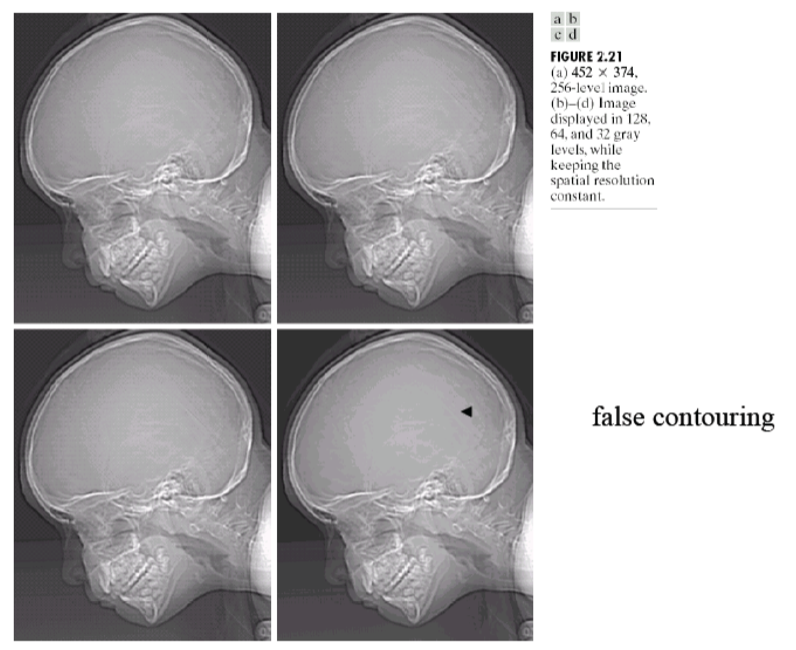 a b
c d
FIGURE 2.21
(a) 452 × 374,
256-level image.
(b)–(d) Image
displayed in 128,
64, and 32 gray
levels, while
keeping the
spatial resolution
constant.
false contouring